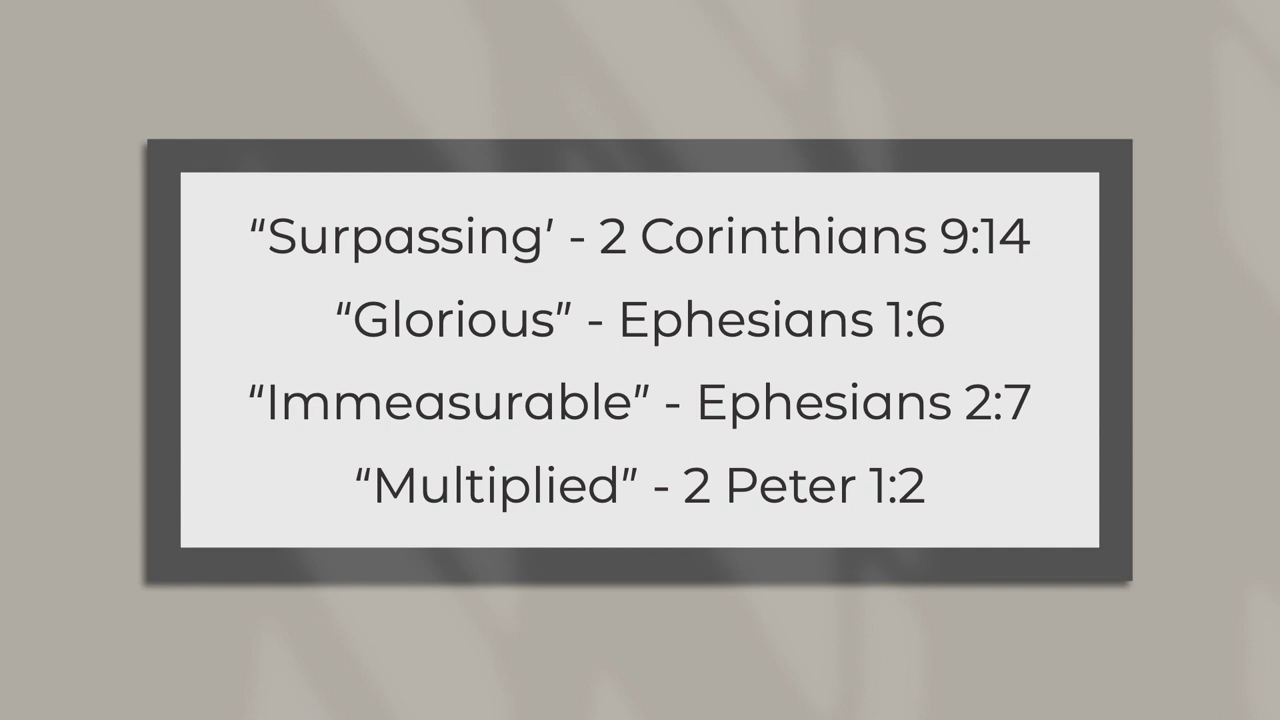 “Surpassing’ - 2 Corinthians 9:14
“Glorious” - Ephesians 1:6
“Immeasurable” - Ephesians 2:7
“Multiplied” - 2 Peter 1:2